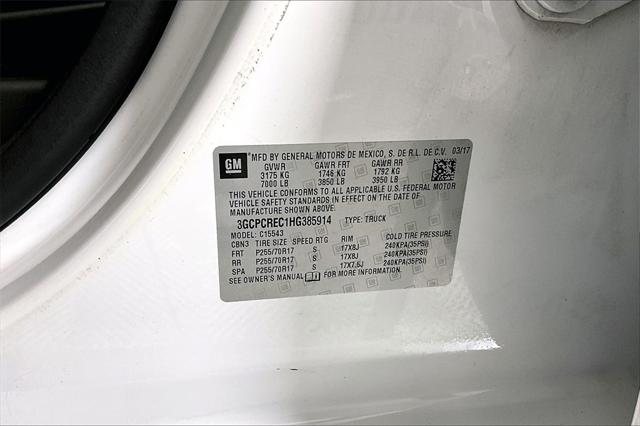 GM MFD BY GENERAL MOTORS DE MEXICO, S. DE R.L. DE C.V. 03/17
GVWR GAWR FRT GAWR RR
3175 KG 1746 KG 1792 KG
7000 LB 3850 LB 3950 LB
THIS VEHICLE CONFORMS TO ALL APPLICABLE U.S. FEDERAL MOTOR
VEHICLE SAFETY STANDARDS IN EFFECT ON THE DATE OF
MANUFACTURE SHOWN ABOVE.
3GCPCREC1HG385914 TYPE: TRUCK
MODEL: C15543
CBN3 TIRE SIZE SPEED RTG RIM COLD TIRE PRESSURE
FRT P255/70R17 S 17X8J 240KPA(35PSI)
RR P255/70R17 S 17X8J 240KPA(35PSI)
SPA P255/70R17 S 17X7.5J 240KPA(35PSI)
SEE OWNER'S MANUAL FOR MORE INFORMATION.